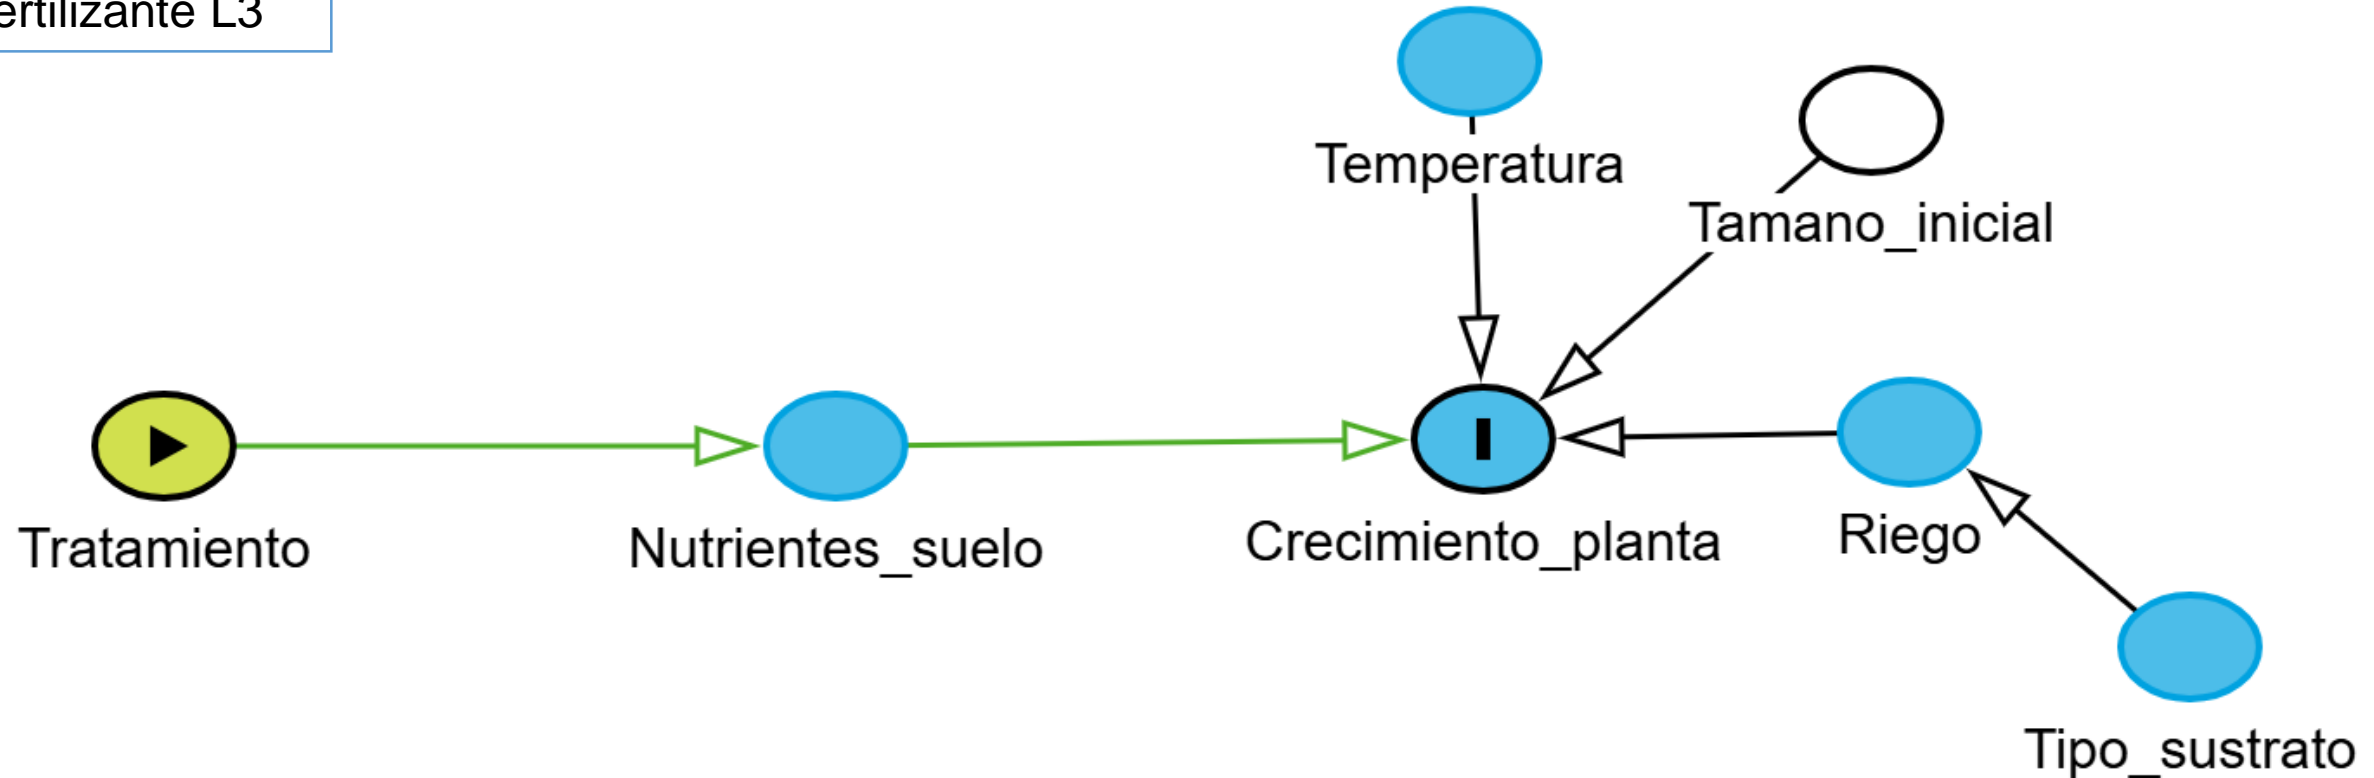 ertilizante L3
Temperatura
Tamano_inicial
Tratamiento
Nutrientes_suelo
Crecimiento_planta
Riego
Tipo_sustrato